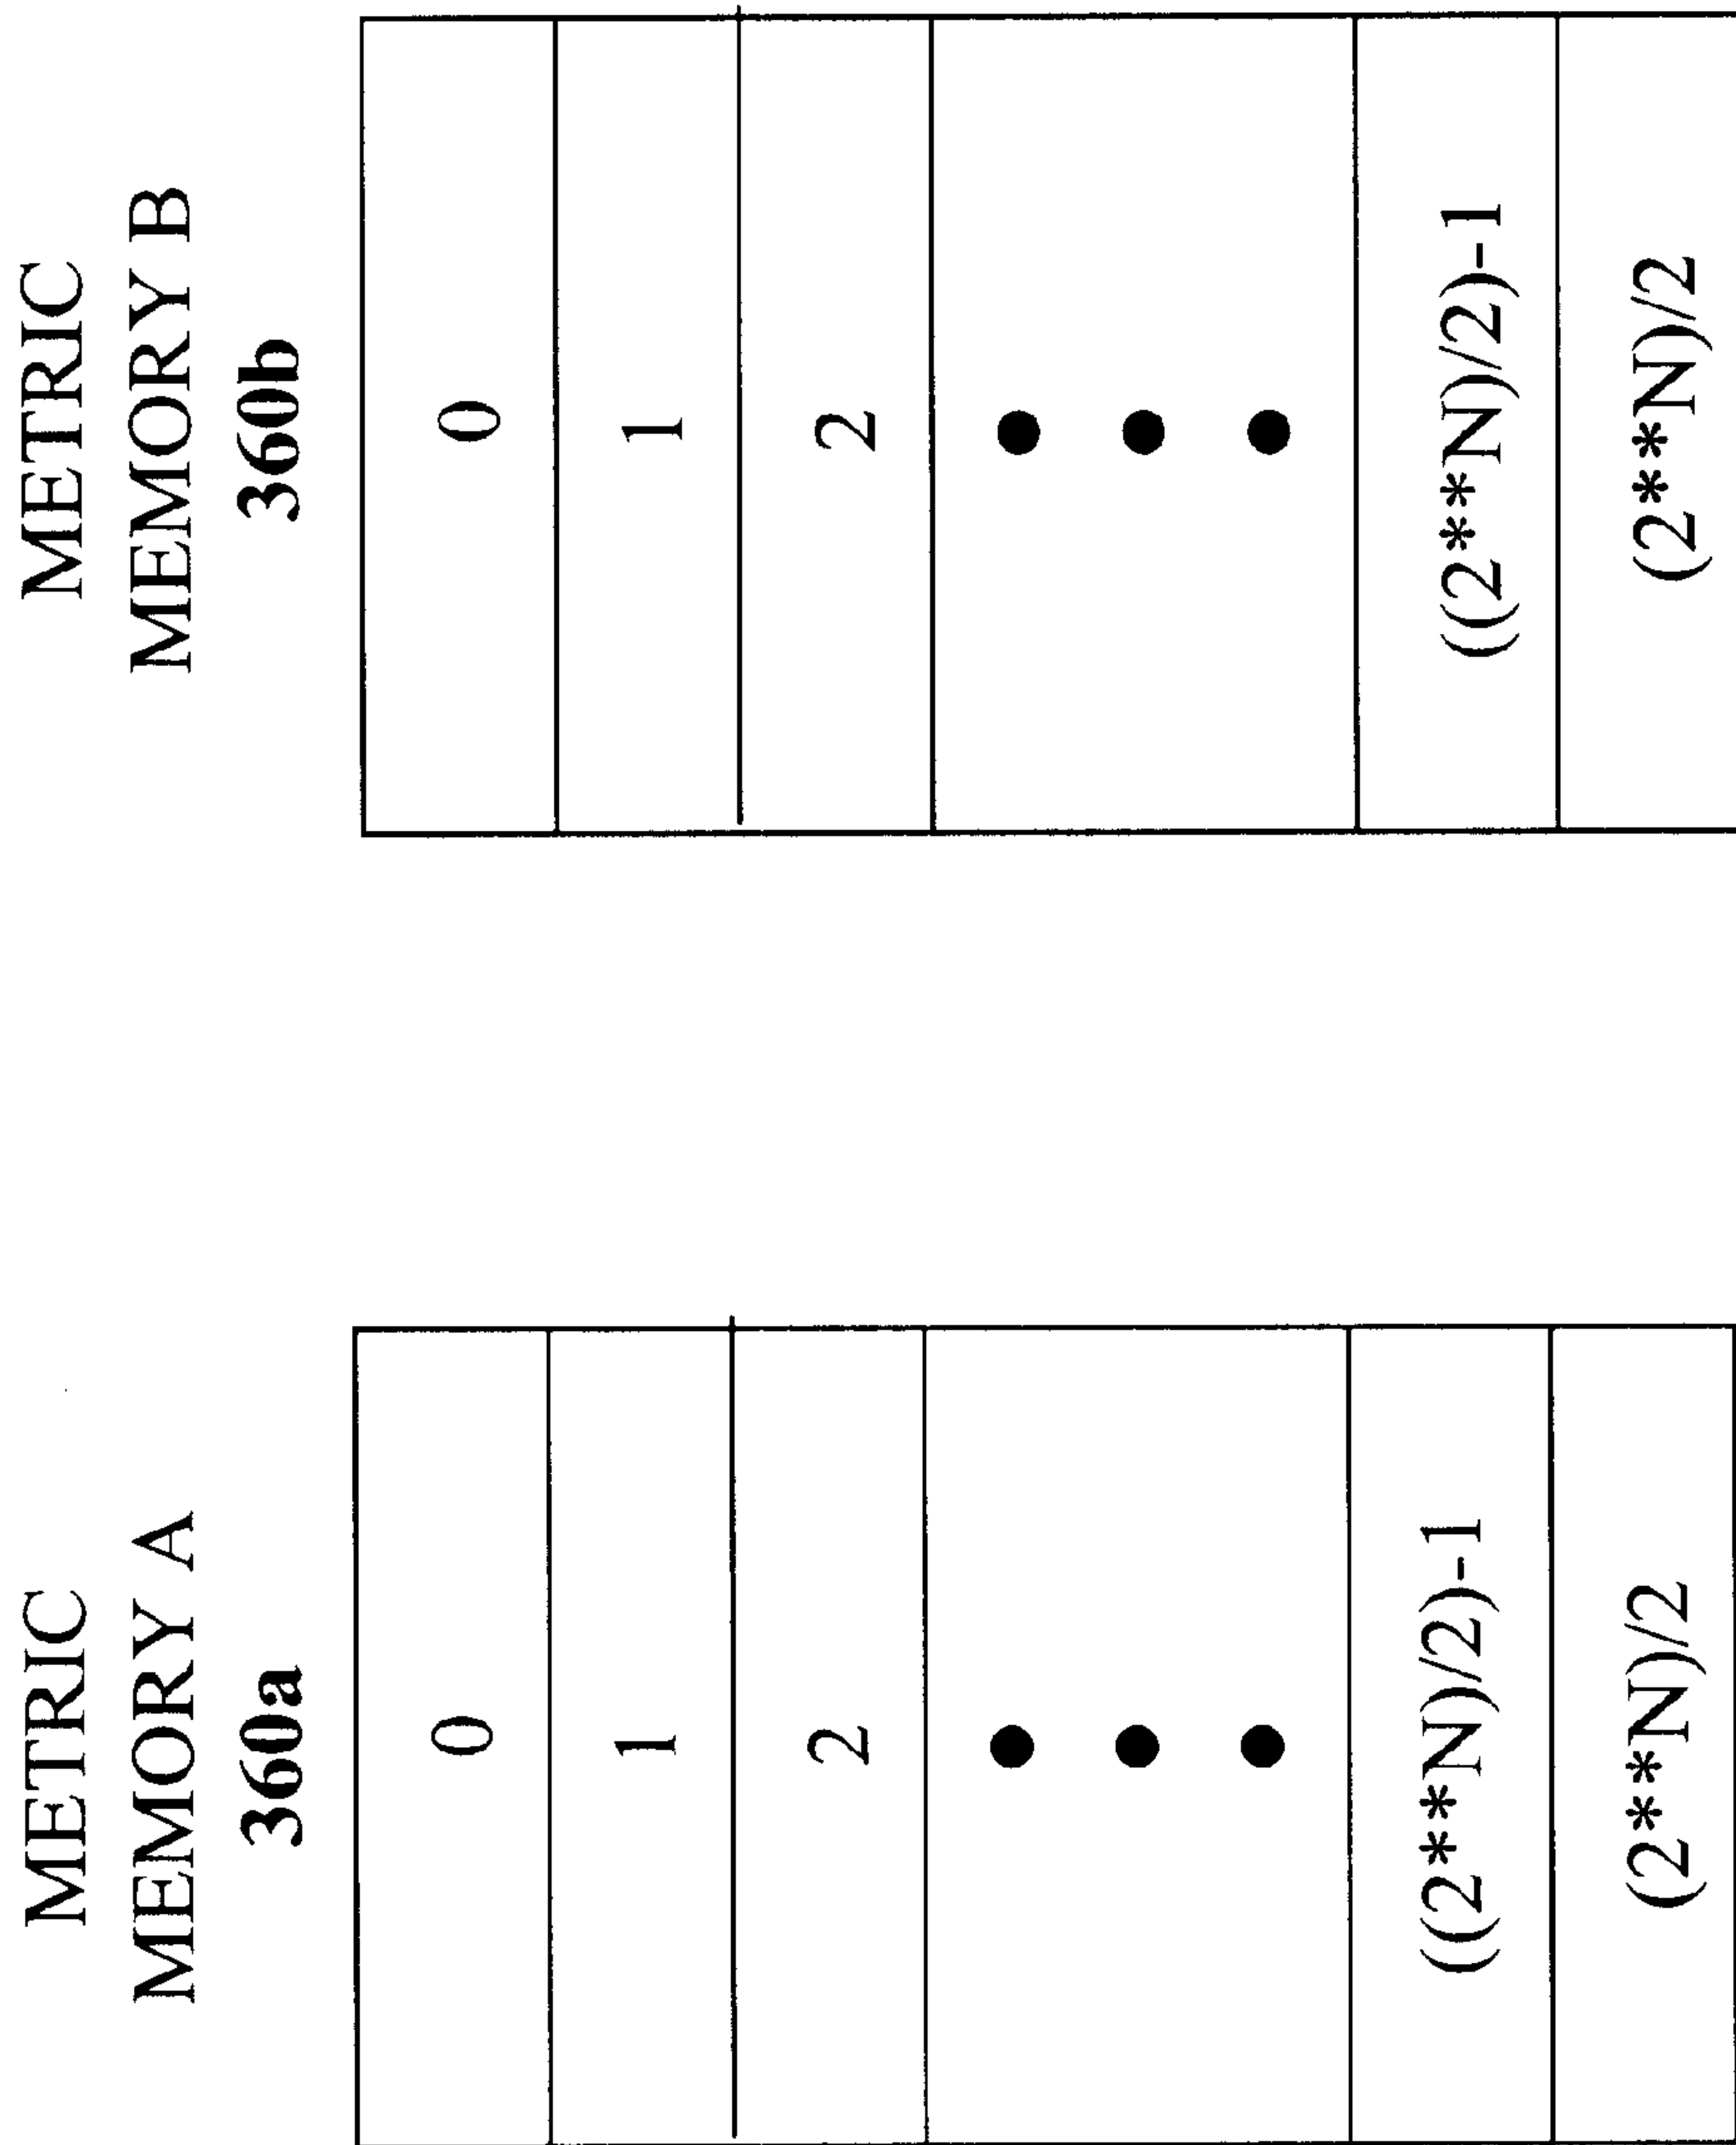 METRIC
MEMORY A
360a
0
1
2
((2**N)/2)-1
(2**N)/2
METRIC
MEMORY B
360b
0
1
2
((2**N)/2)-1
(2**N)/2